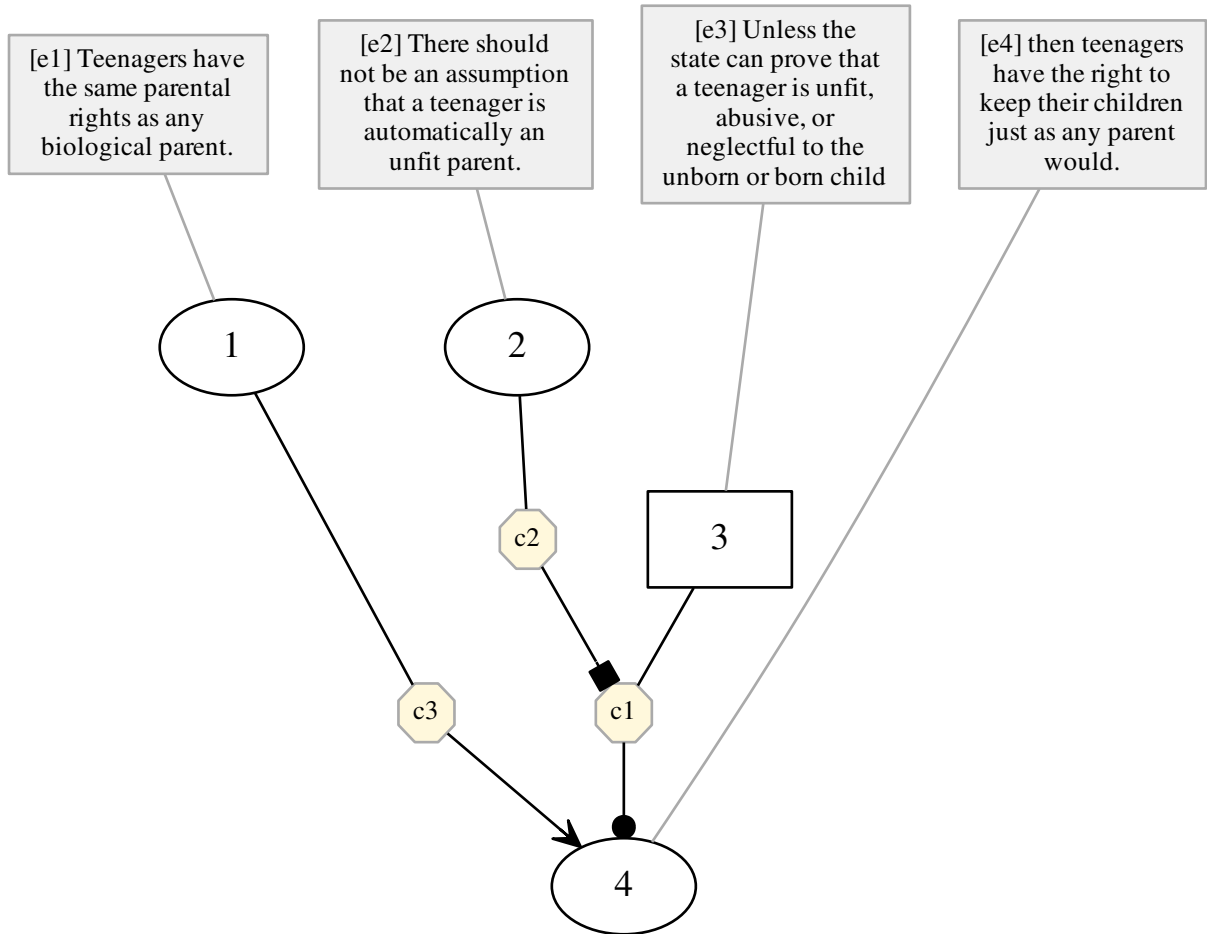 [e1] Teenagers have
the same parental
rights as any
biological parent.
[e2] There should
not be an assumption
that a teenager is
automatically an
unfit parent.
[e3] Unless the
state can prove that
a teenager is unfit,
abusive, or
neglectful to the
unborn or born child
[e4] then teenagers
have the right to
keep their children
just as any parent
would.
1
2
3
c2
c3
c1
4